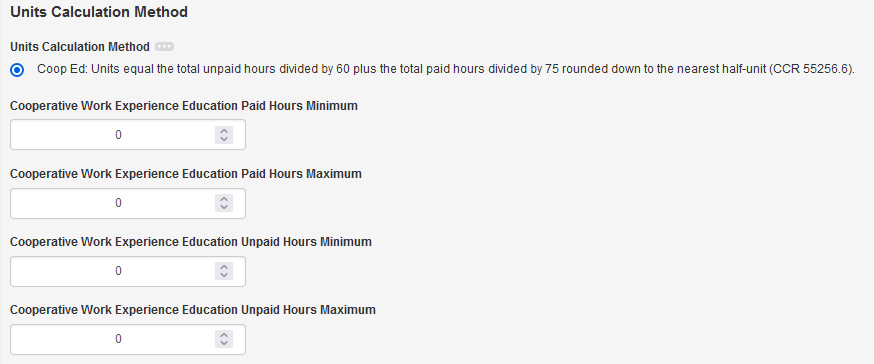 Units Calculation Method
Units Calculation Method
Coop Ed: Units equal the total unpaid hours divided by 60 plus the total paid hours divided by 75 rounded down to the nearest half-unit (CCR 55256.6).
Cooperative Work Experience Education Paid Hours Minimum
0
Cooperative Work Experience Education Paid Hours Maximum
0
Cooperative Work Experience Education Unpaid Hours Minimum
0
Cooperative Work Experience Education Unpaid Hours Maximum
0